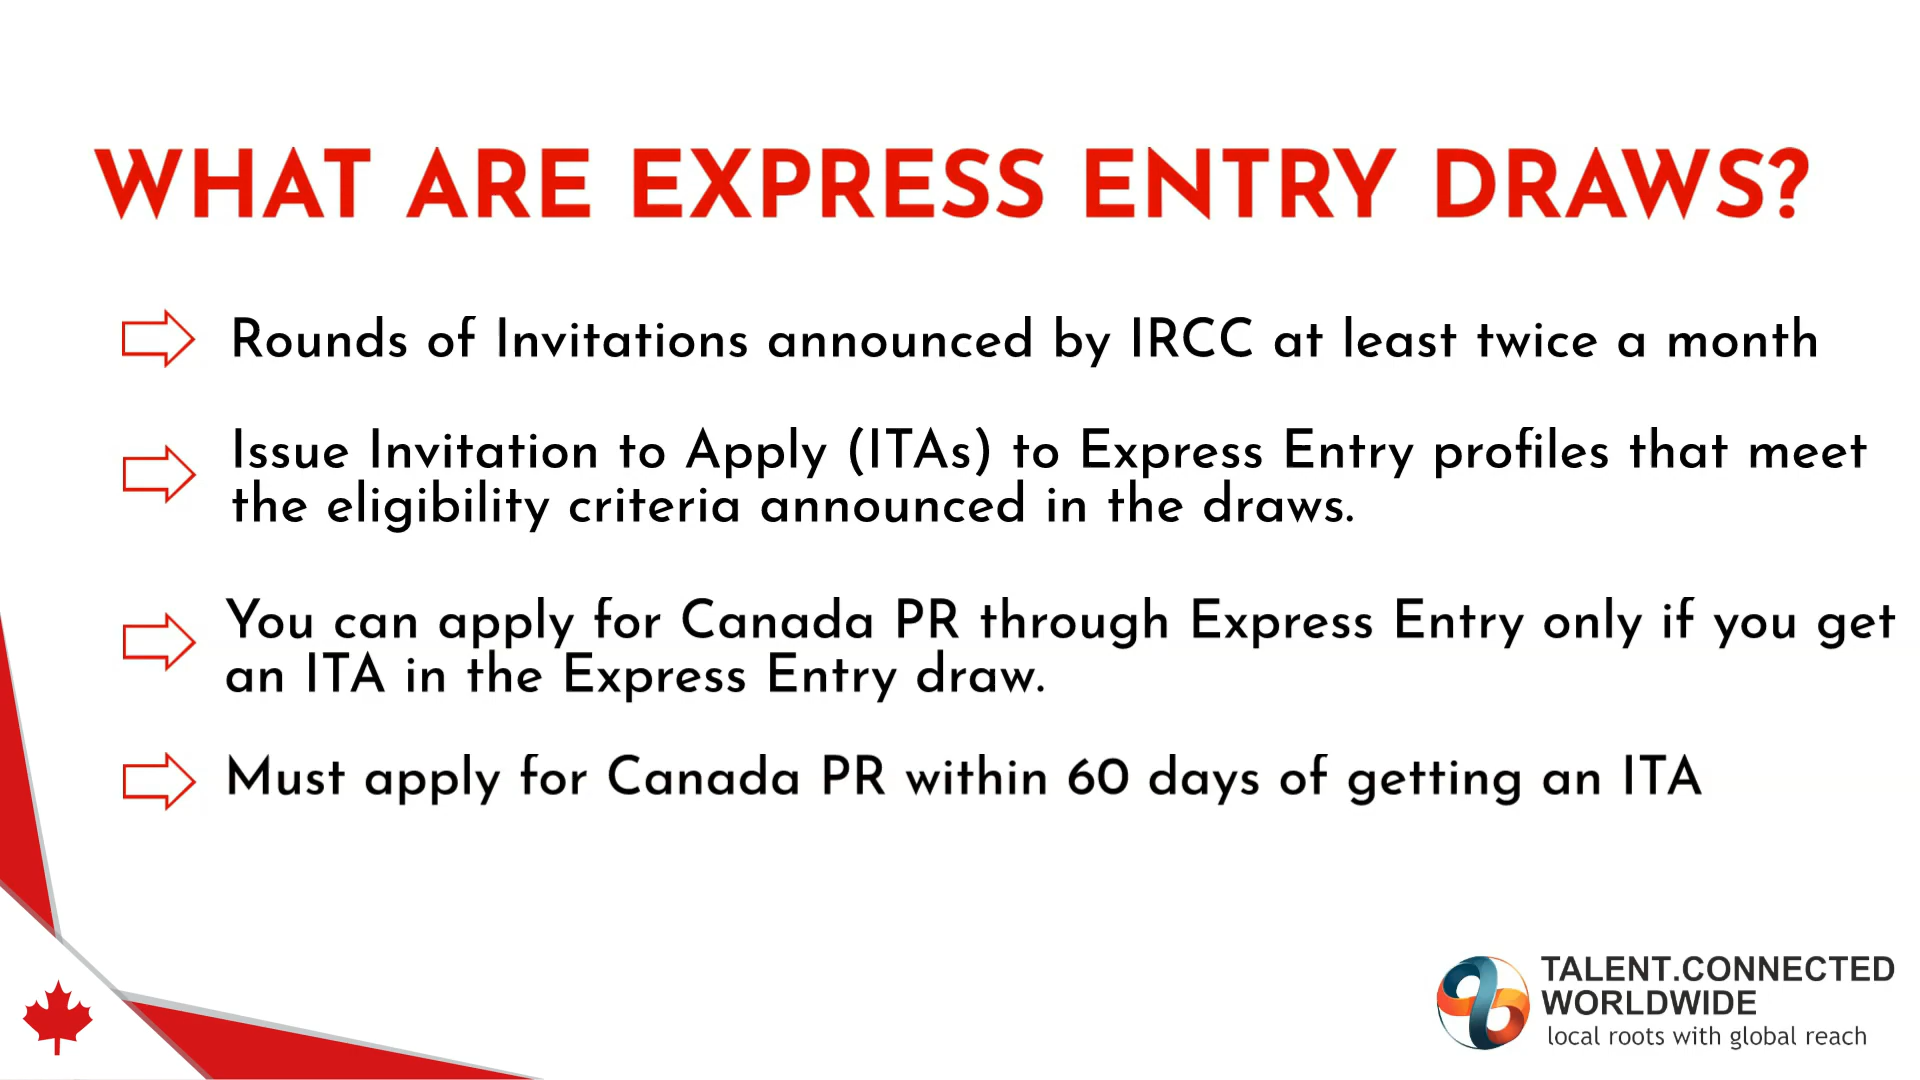 WHAT ARE EXPRESS ENTRY DRAWS?
Rounds of Invitations announced by IRCC at least twice a month
Issue Invitation to Apply (ITAs) to Express Entry profiles that meet
the eligibility criteria announced in the draws.
You can apply for Canada PR through Express Entry only if you get
an ITA in the Express Entry draw.
Must apply for Canada PR within 60 days of getting an ITA
TALENT.CONNECTED
WORLDWIDE
local roots with global reach